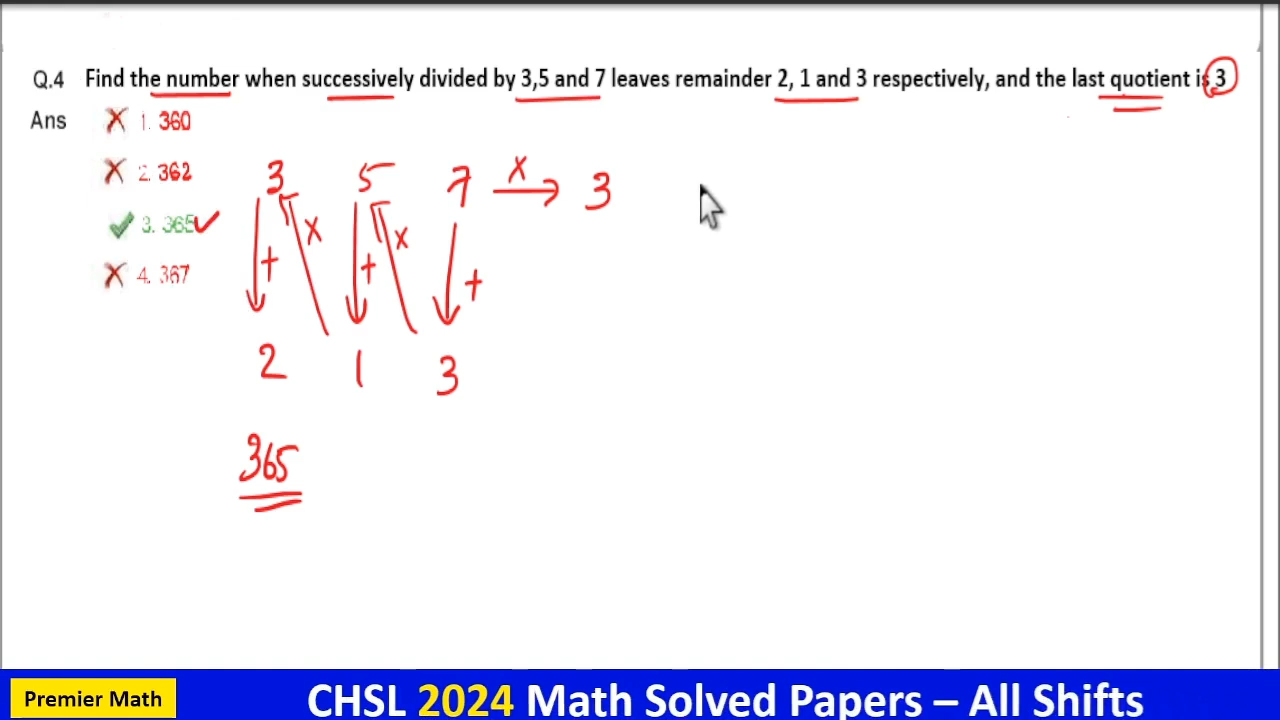 Q.4 Find the number when successively divided by 3,5 and 7 leaves remainder 2, 1 and 3 respectively, and the last quotient is 3
Ans
1. 360
2. 362
3. 365
4. 367
3 5 7 x 3
x x
+ + +
2 1 3
365
Premier Math
CHSL 2024 Math Solved Papers – All Shifts